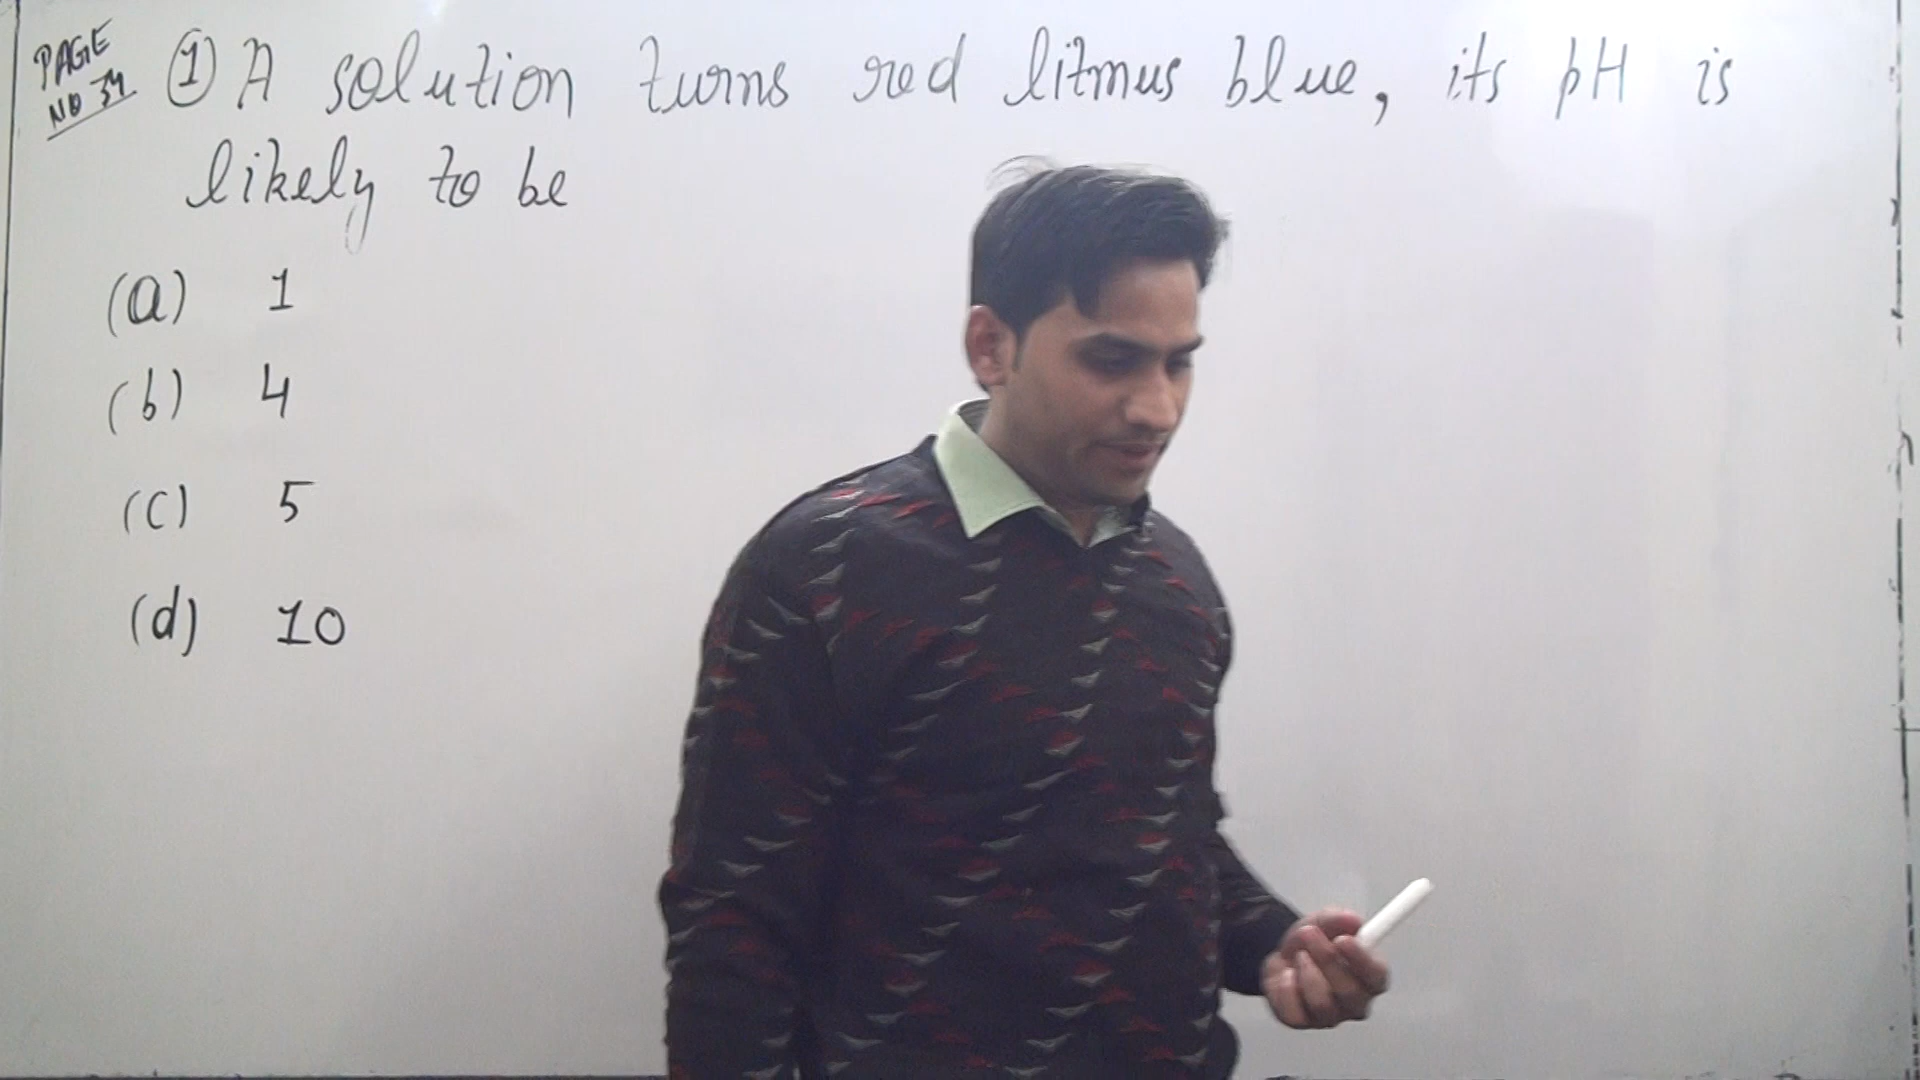 PAGE
NO 34
① A solution turns red litmus blue, its pH is
likely to be
(a) 1
(b) 4
(c) 5
(d) 10